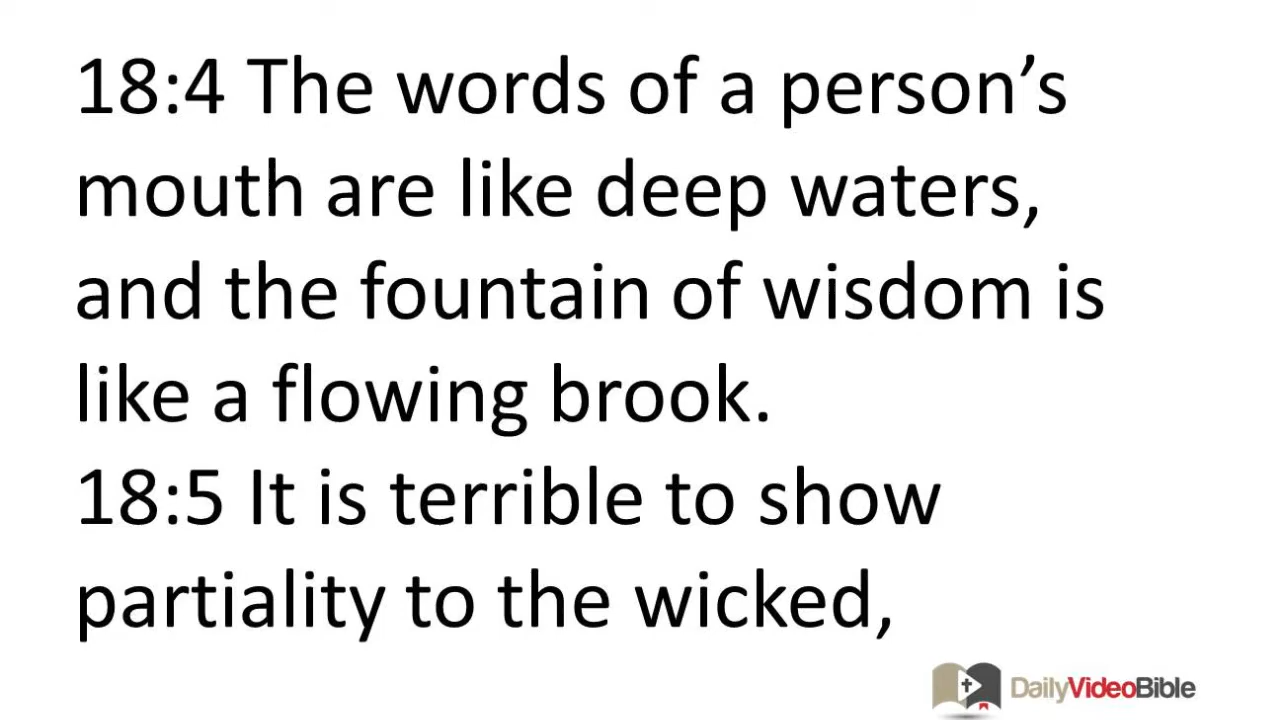 18:4 The words of a person’s
mouth are like deep waters,
and the fountain of wisdom is
like a flowing brook.
18:5 It is terrible to show
partiality to the wicked,
DailyVideoBible